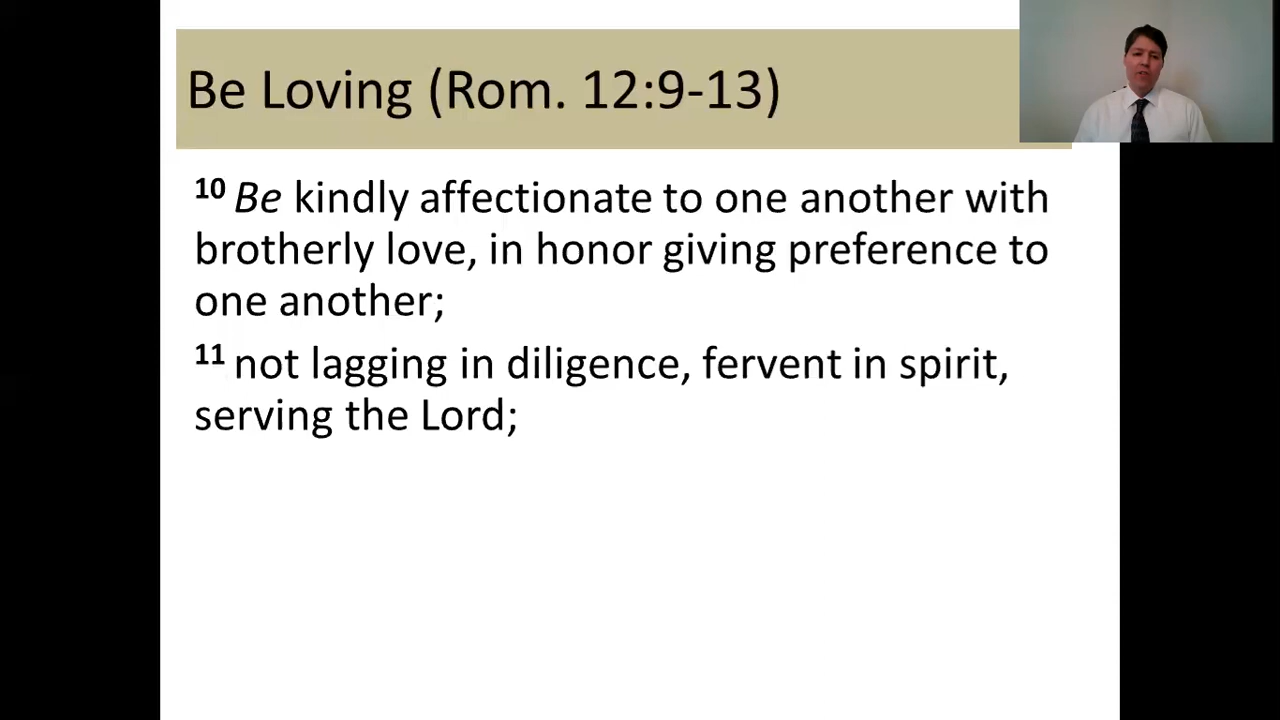 Be Loving (Rom. 12:9-13)
10 Be kindly affectionate to one another with
brotherly love, in honor giving preference to
one another;
11 not lagging in diligence, fervent in spirit,
serving the Lord;